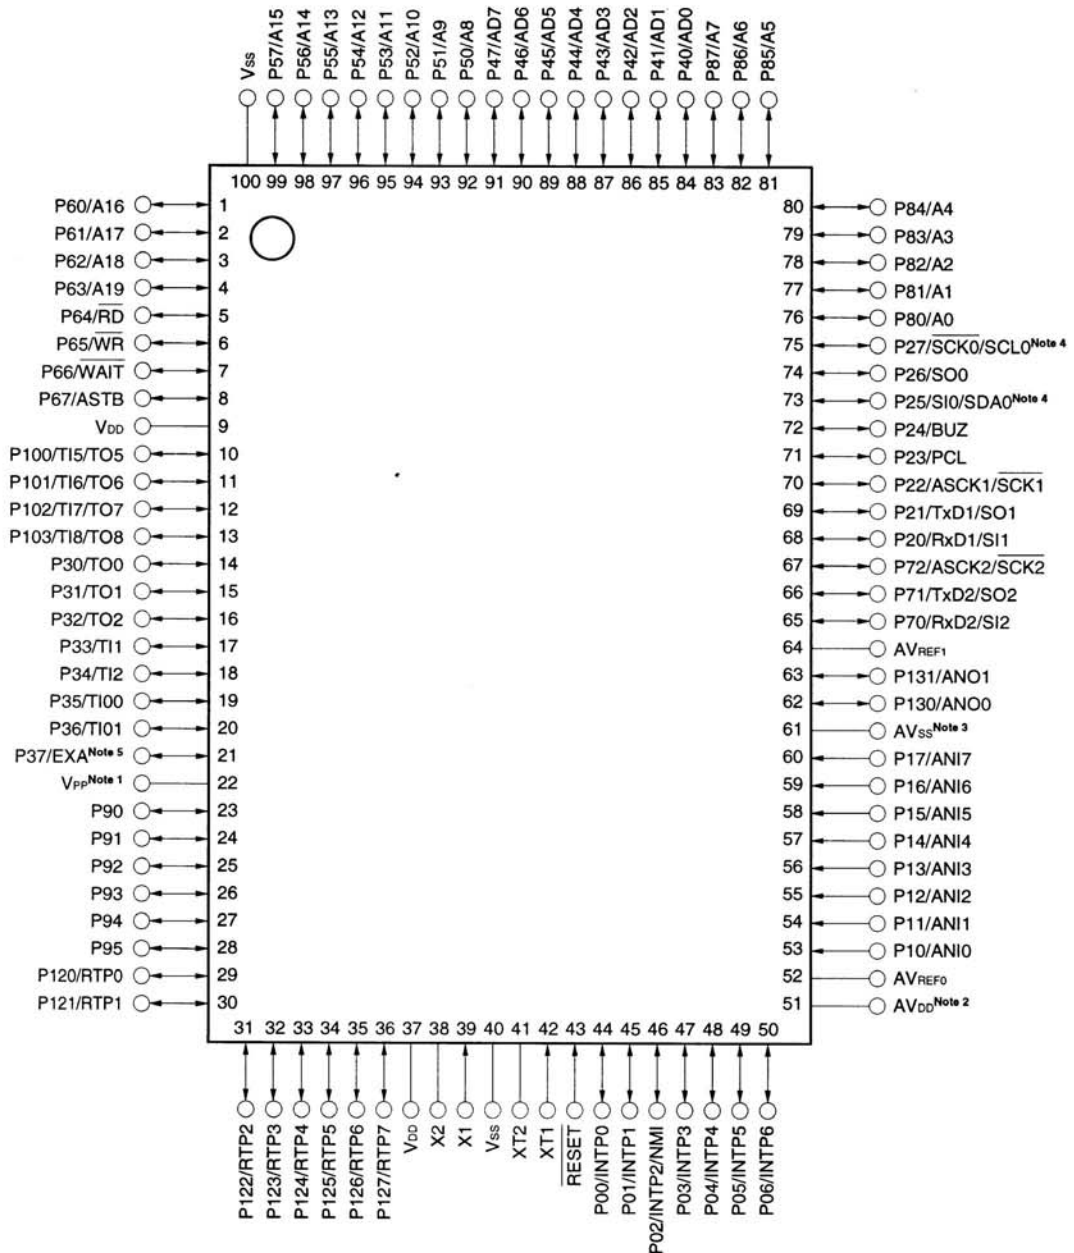 Vss
P57/A15
P56/A14
P55/A13
P54/A12
P53/A11
P52/A10
P51/A9
P50/A8
P47/AD7
P46/AD6
P45/AD5
P44/AD4
P43/AD3
P42/AD2
P41/AD1
P40/AD0
P87/A7
P86/A6
P85/A5
100 99 98 97 96 95 94 93 92 91 90 89 88 87 86 85 84 83 82 81
P60/A16 1
P61/A17 2
P62/A18 3
P63/A19 4
P64/R̅D̅ 5
P65/W̅R̅ 6
P66/W̅A̅I̅T̅ 7
P67/ASTB 8
VDD 9
P100/TI5/TO5 10
P101/TI6/TO6 11
P102/TI7/TO7 12
P103/TI8/TO8 13
P30/TO0 14
P31/TO1 15
P32/TO2 16
P33/TI1 17
P34/TI2 18
P35/TI00 19
P36/TI01 20
P37/EXA Note 5 21
VPP Note 1 22
P90 23
P91 24
P92 25
P93 26
P94 27
P95 28
P120/RTP0 29
P121/RTP1 30
80 P84/A4
79 P83/A3
78 P82/A2
77 P81/A1
76 P80/A0
75 P27/S̅C̅K̅0̅/SCL0 Note 4
74 P26/SO0
73 P25/SI0/SDA0 Note 4
72 P24/BUZ
71 P23/PCL
70 P22/ASCK1/S̅C̅K̅1̅
69 P21/TxD1/SO1
68 P20/RxD1/SI1
67 P72/ASCK2/S̅C̅K̅2̅
66 P71/TxD2/SO2
65 P70/RxD2/SI2
64 AVREF1
63 P131/ANO1
62 P130/ANO0
61 AVss Note 3
60 P17/ANI7
59 P16/ANI6
58 P15/ANI5
57 P14/ANI4
56 P13/ANI3
55 P12/ANI2
54 P11/ANI1
53 P10/ANI0
52 AVREF0
51 AVDD Note 2
31 32 33 34 35 36 37 38 39 40 41 42 43 44 45 46 47 48 49 50
P122/RTP2
P123/RTP3
P124/RTP4
P125/RTP5
P126/RTP6
P127/RTP7
VDD
X2
X1
Vss
XT2
XT1
R̅E̅S̅E̅T̅
P00/INTP0
P01/INTP1
P02/INTP2/NMI
P03/INTP3
P04/INTP4
P05/INTP5
P06/INTP6